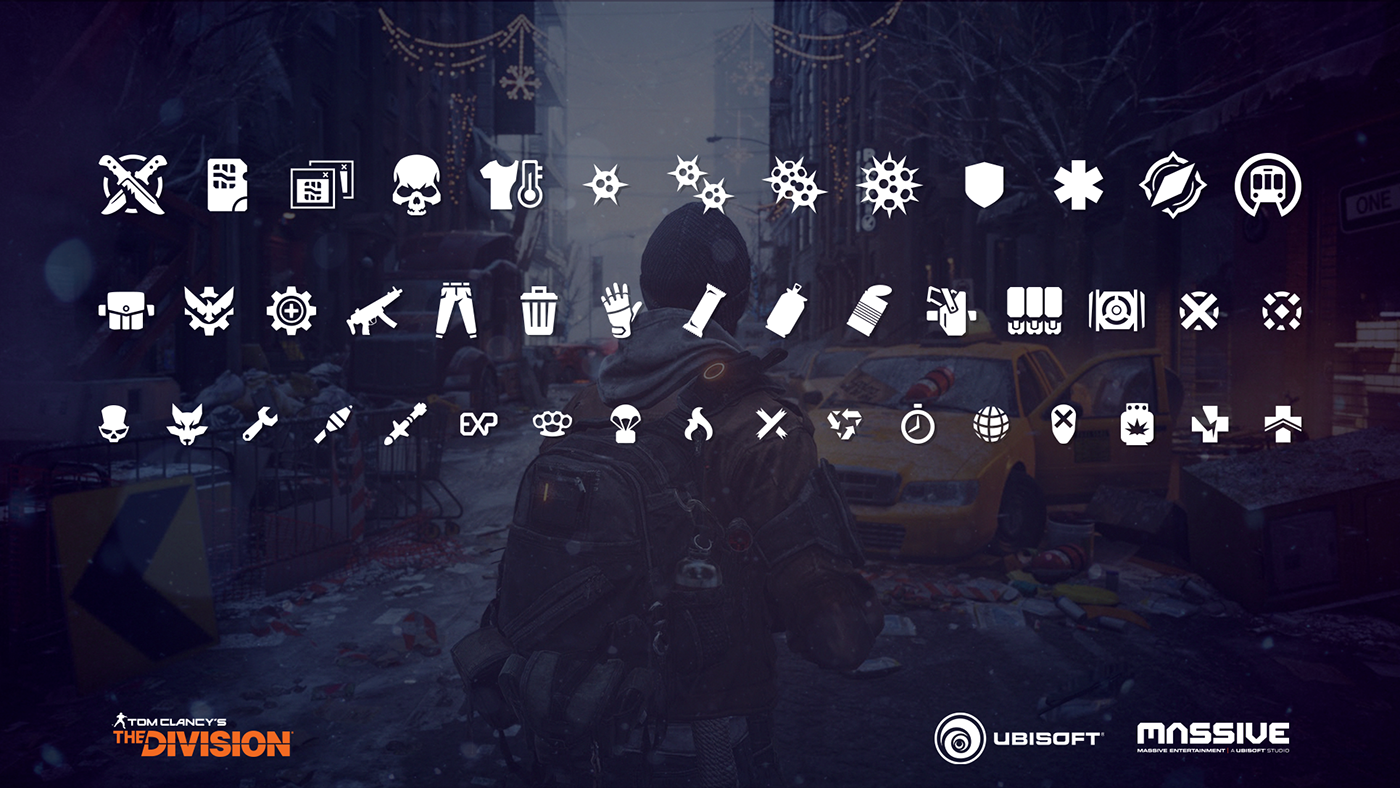 ONE
EXP
TOM CLANCY'S
THE DIVISION
UBISOFT
MASSIVE
MASSIVE ENTERTAINMENT | A UBISOFT STUDIO